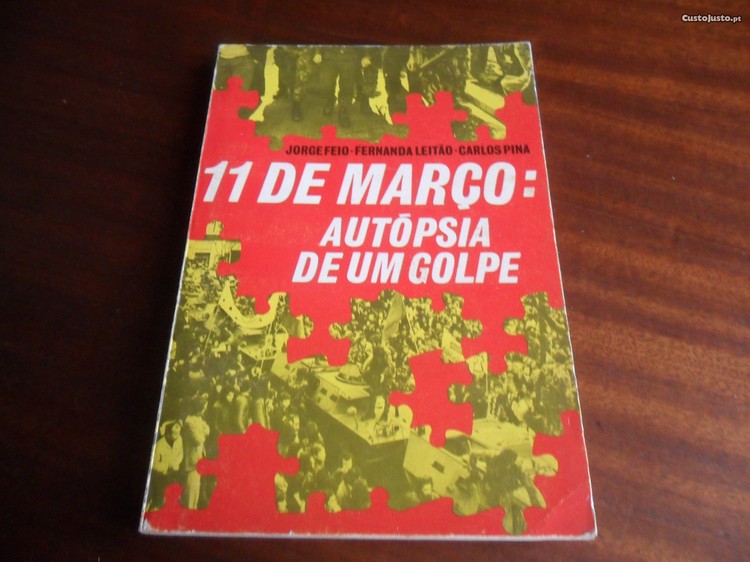 CustoJusto.pt
JORGE FEIO-FERNANDA LEITÃO-CARLOS PINA
11 DE MARÇO:
AUTÓPSIA
DE UM GOLPE